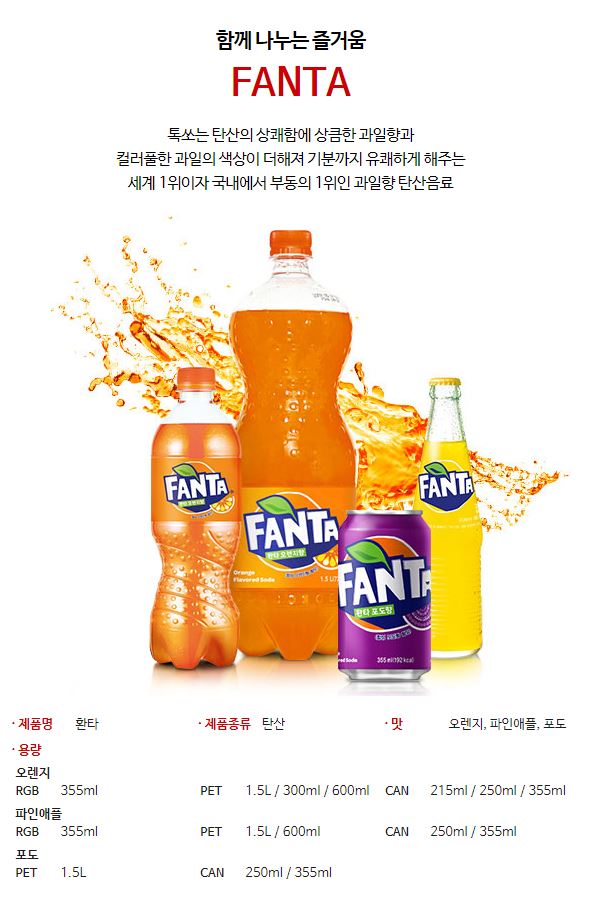 함께 나누는 즐거움
FANTA
톡쏘는 탄산의 상쾌함에 상큼한 과일향과
컬러풀한 과일의 색상이 더해져 기분까지 유쾌하게 해주는
세계 1위이자 국내에서 부동의 1위인 과일향 탄산음료
FANTA
환타 오렌지향
FANTA
환타 오렌지향
Orange
Flavored Soda
1.5 L
FANTA
환타 포도향
355 ml(192 kcal)
FANTA
· 제품명 환타 · 제품종류 탄산 · 맛 오렌지, 파인애플, 포도
· 용량
오렌지
RGB 355ml PET 1.5L / 300ml / 600ml CAN 215ml / 250ml / 355ml
파인애플
RGB 355ml PET 1.5L / 600ml CAN 250ml / 355ml
포도
PET 1.5L CAN 250ml / 355ml